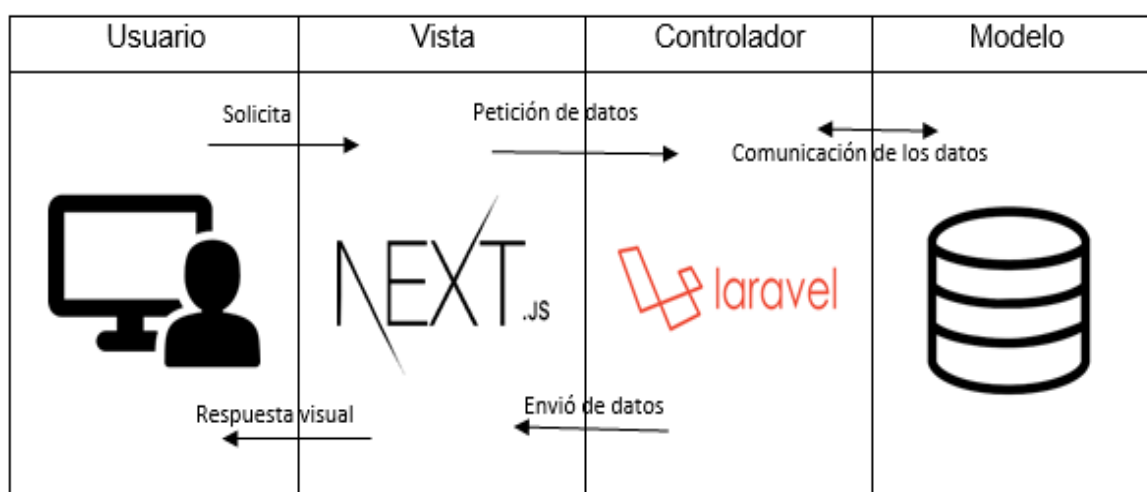 Usuario
Vista
Controlador
Modelo
Solicita
Petición de datos
Comunicación de los datos
NEXT.JS
laravel
Respuesta visual
Envió de datos